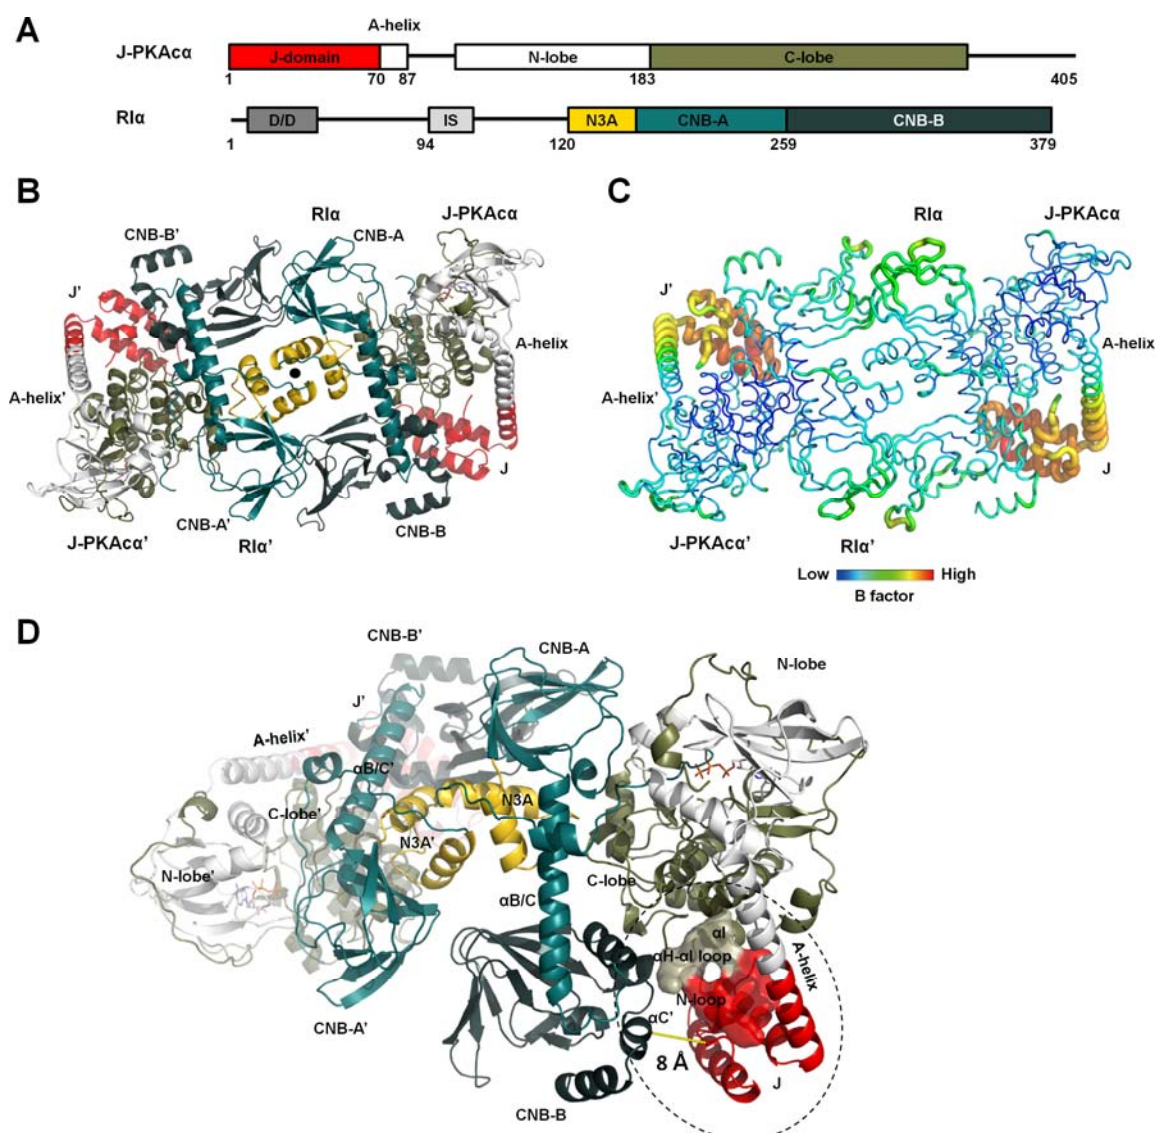 A
A-helix
J-PKAcα
J-domain
N-lobe
C-lobe
1 70 87 183 405
RIα
D/D
IS
N3A
CNB-A
CNB-B
1 94 120 259 379
B
RIα
J-PKAcα
CNB-B’
CNB-A
J’
A-helix
A-helix’
J
CNB-A’
CNB-B
J-PKAcα’
RIα’
C
RIα
J-PKAcα
J’
A-helix
A-helix’
J
J-PKAcα’
RIα’
Low High
B factor
D
CNB-B’
CNB-A
N-lobe
J’
A-helix’
αB/C’
N3A
C-lobe’
N3A’
N-lobe’
C-lobe
αB/C
αI
A-helix
αH-αI loop
N-loop
αC’
CNB-A’
8 Å
J
CNB-B